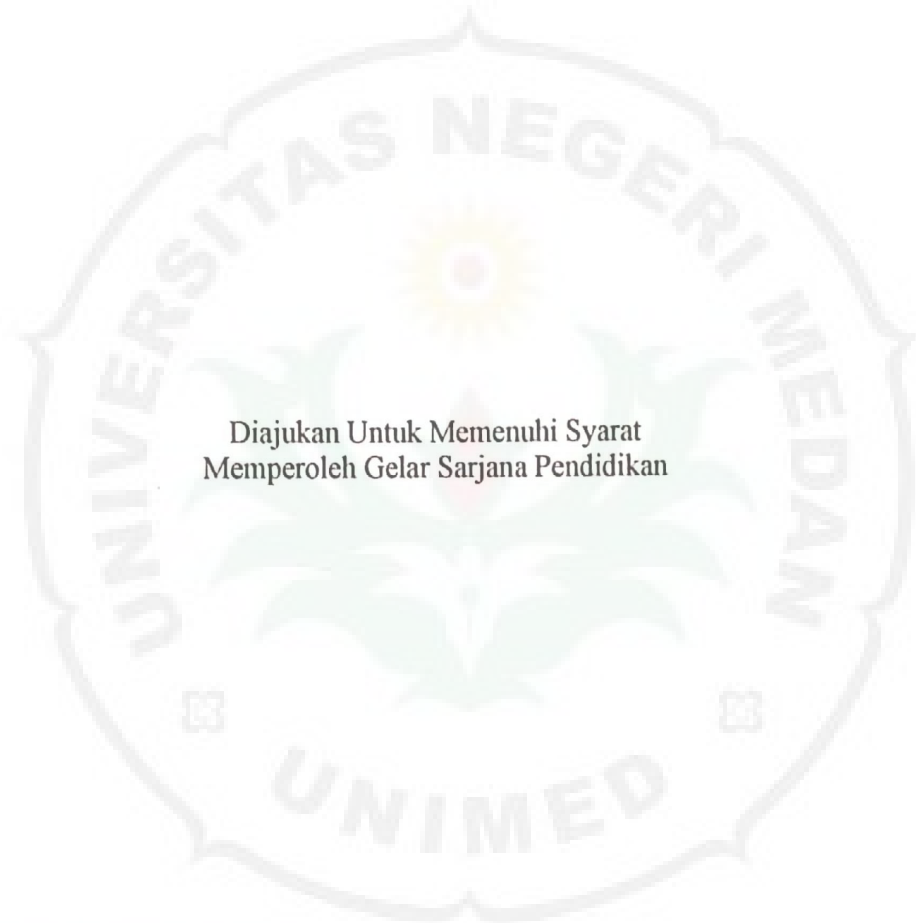 UNIVERSITAS NEGERI MEDAN
Diajukan Untuk Memenuhi Syarat
Memperoleh Gelar Sarjana Pendidikan
UNIMED